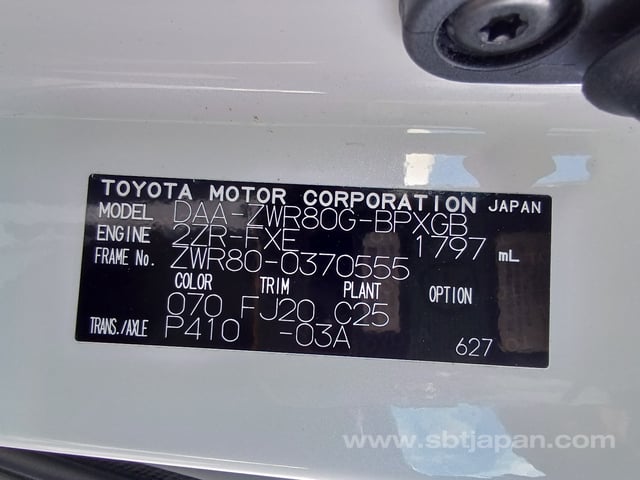 TOYOTA MOTOR CORPORATION JAPAN
MODEL DAA-ZWR80G-BPXGB
ENGINE 2ZR-FXE 1797 mL
FRAME No. ZWR80-0370555
COLOR TRIM PLANT OPTION
070 FJ20 C25
TRANS./AXLE P410 -03A
627
www.sbtjapan.com